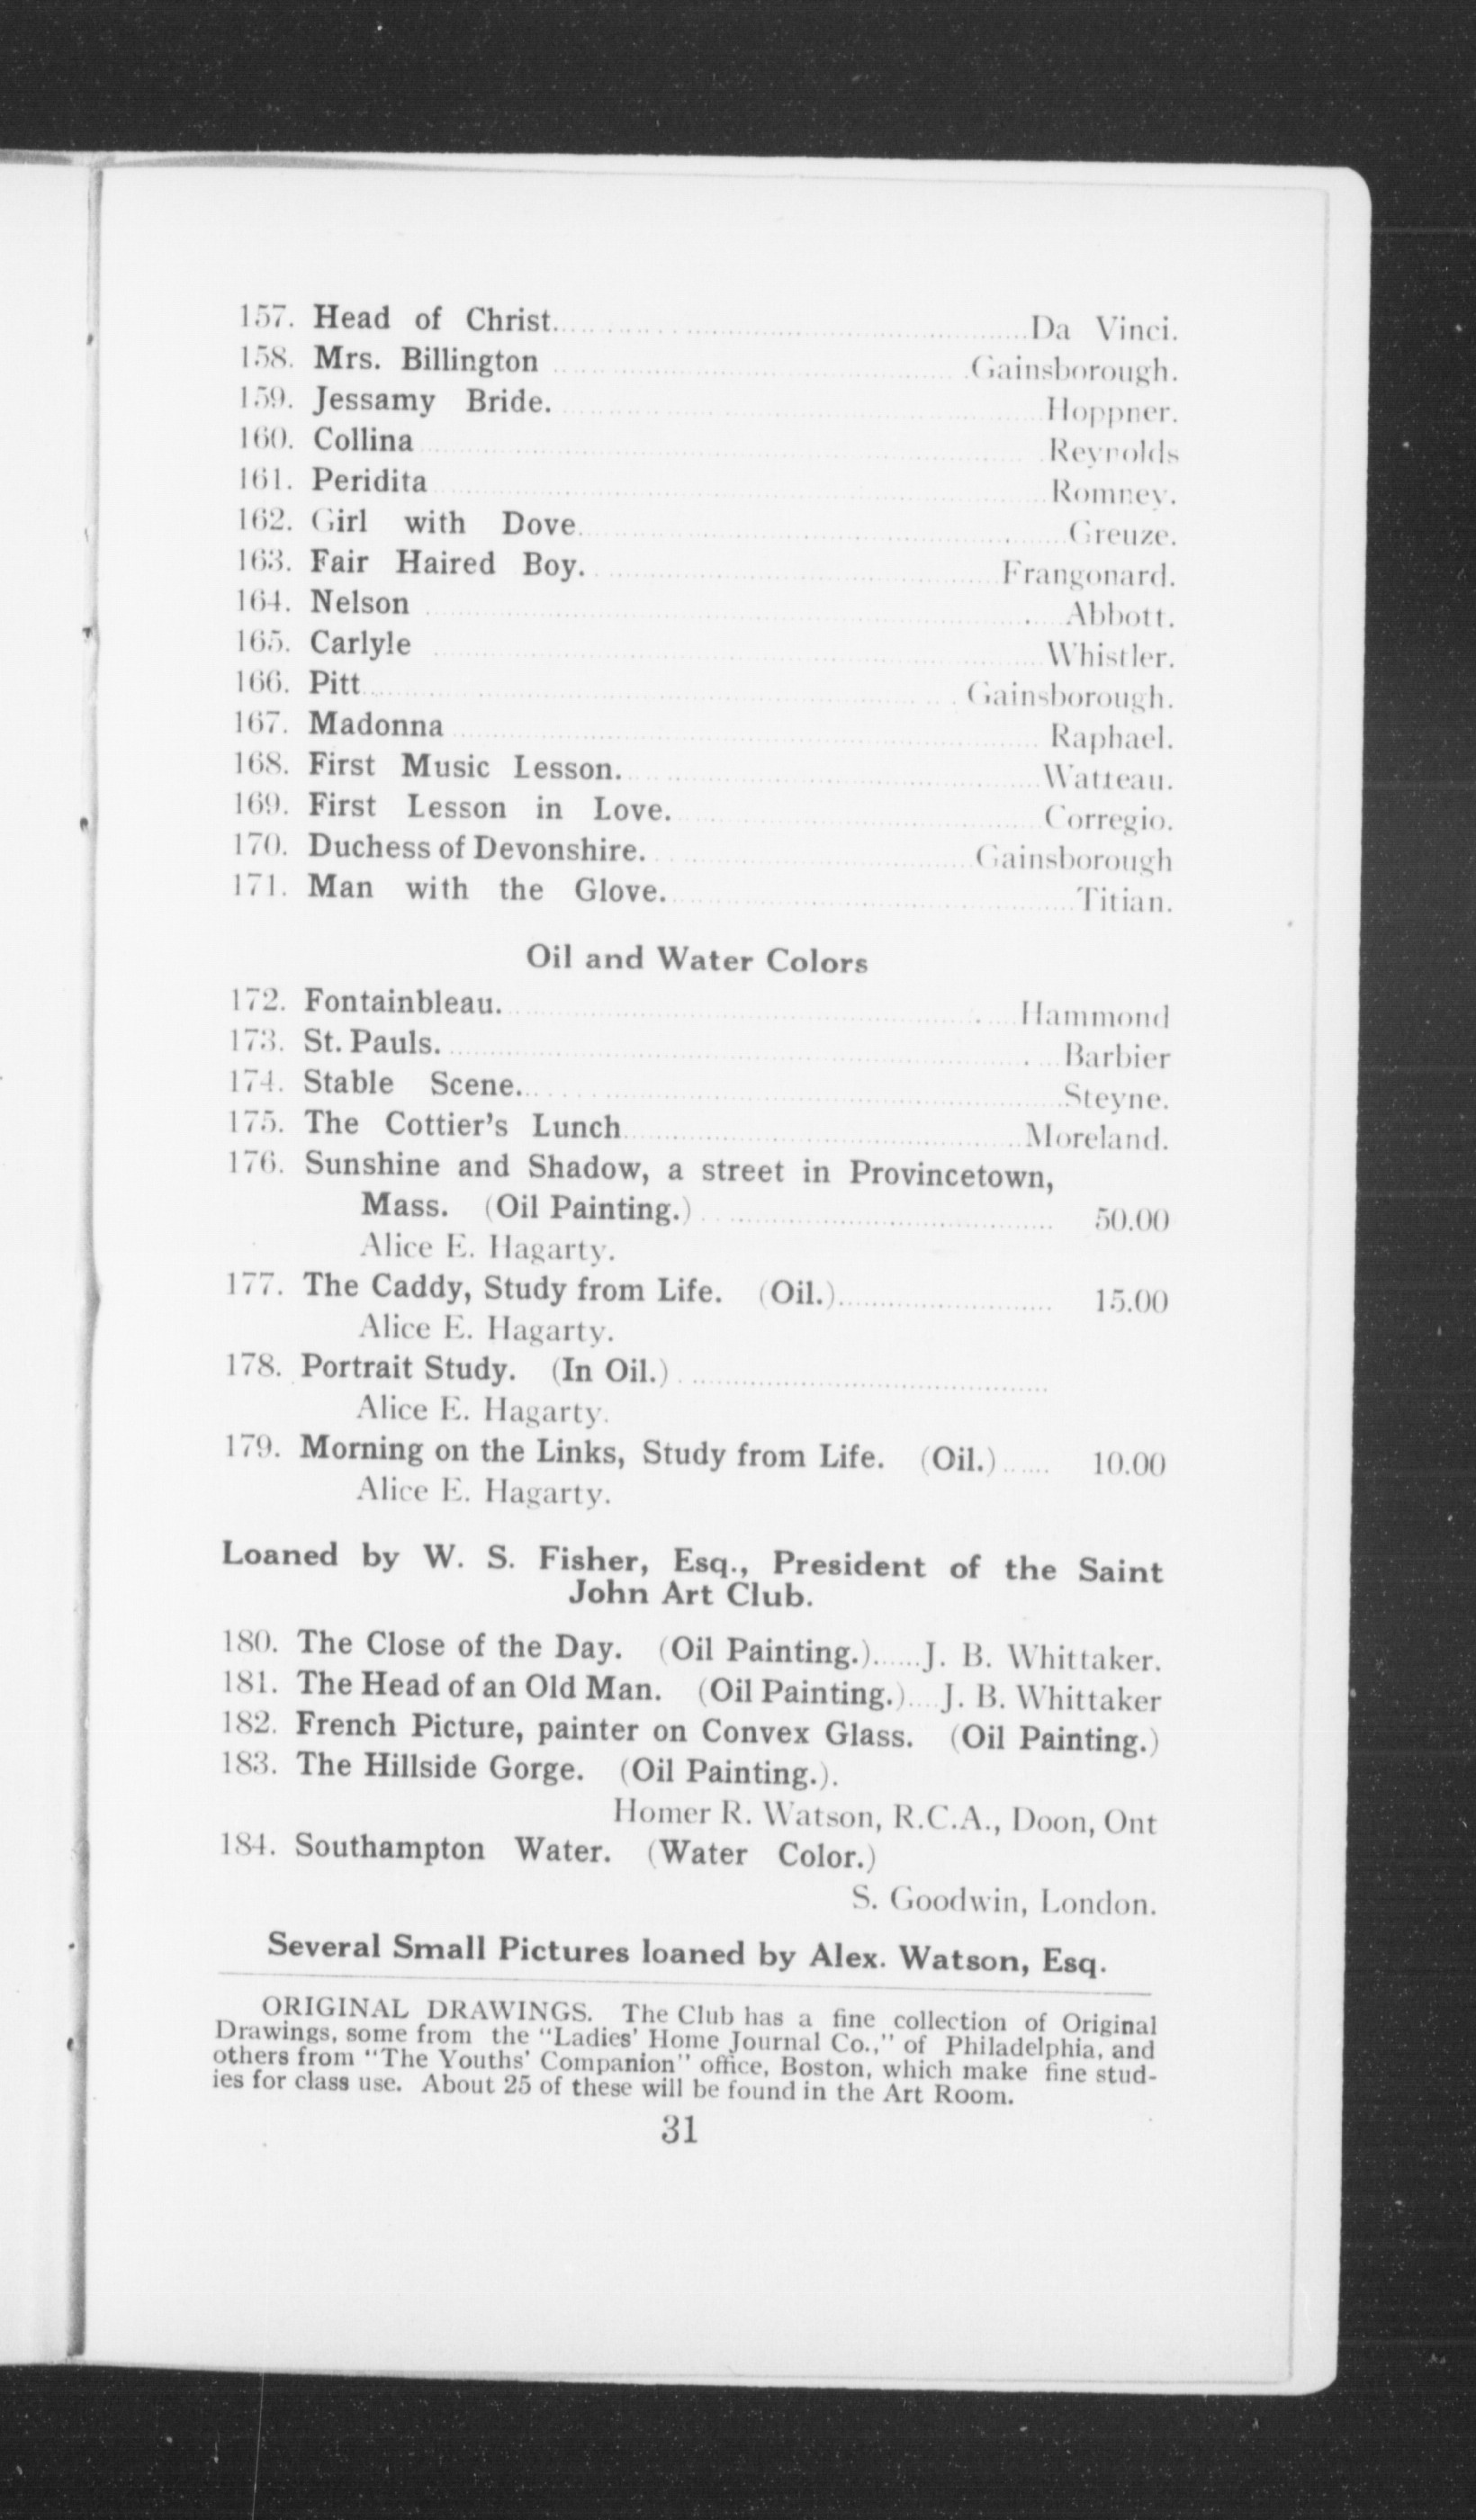 157. Head of Christ. Da Vinci.
158. Mrs. Billington Gainsborough.
159. Jessamy Bride. Hoppner.
160. Collina Reynolds
161. Peridita Romney.
162. Girl with Dove Greuze.
163. Fair Haired Boy. Frangonard.
164. Nelson Abbott.
165. Carlyle Whistler.
166. Pitt Gainsborough.
167. Madonna Raphael.
168. First Music Lesson. Watteau.
169. First Lesson in Love. Corregio.
170. Duchess of Devonshire. Gainsborough
171. Man with the Glove. Titian.
Oil and Water Colors
172. Fontainbleau. Hammond
173. St. Pauls. Barbier
174. Stable Scene. Steyne.
175. The Cottier's Lunch Moreland.
176. Sunshine and Shadow, a street in Provincetown,
Mass. (Oil Painting.) 50.00
Alice E. Hagarty.
177. The Caddy, Study from Life. (Oil.) 15.00
Alice E. Hagarty.
178. Portrait Study. (In Oil.)
Alice E. Hagarty.
179. Morning on the Links, Study from Life. (Oil.) 10.00
Alice E. Hagarty.
Loaned by W. S. Fisher, Esq., President of the Saint
John Art Club.
180. The Close of the Day. (Oil Painting.) J. B. Whittaker.
181. The Head of an Old Man. (Oil Painting.) J. B. Whittaker
182. French Picture, painter on Convex Glass. (Oil Painting.)
183. The Hillside Gorge. (Oil Painting.).
Homer R. Watson, R.C.A., Doon, Ont
184. Southampton Water. (Water Color.)
S. Goodwin, London.
Several Small Pictures loaned by Alex. Watson, Esq.
ORIGINAL DRAWINGS. The Club has a fine collection of Original
Drawings, some from the "Ladies' Home Journal Co.," of Philadelphia, and
others from "The Youths' Companion" office, Boston, which make fine stud-
ies for class use. About 25 of these will be found in the Art Room.
31